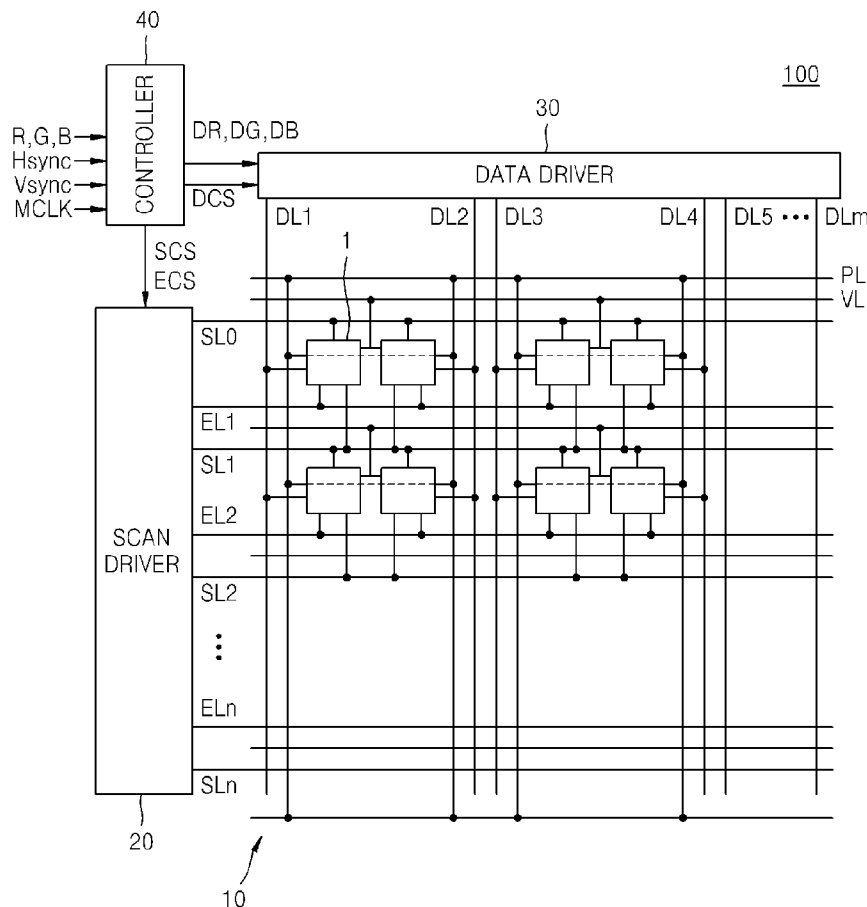 40
100
CONTROLLER
R,G,B
Hsync
Vsync
MCLK
DR,DG,DB
DCS
30
DATA DRIVER
DL1
DL2
DL3
DL4
DL5
DLm
SCS
ECS
1
PL
VL
SL0
EL1
SL1
EL2
SCAN
DRIVER
SL2
ELn
SLn
20
10